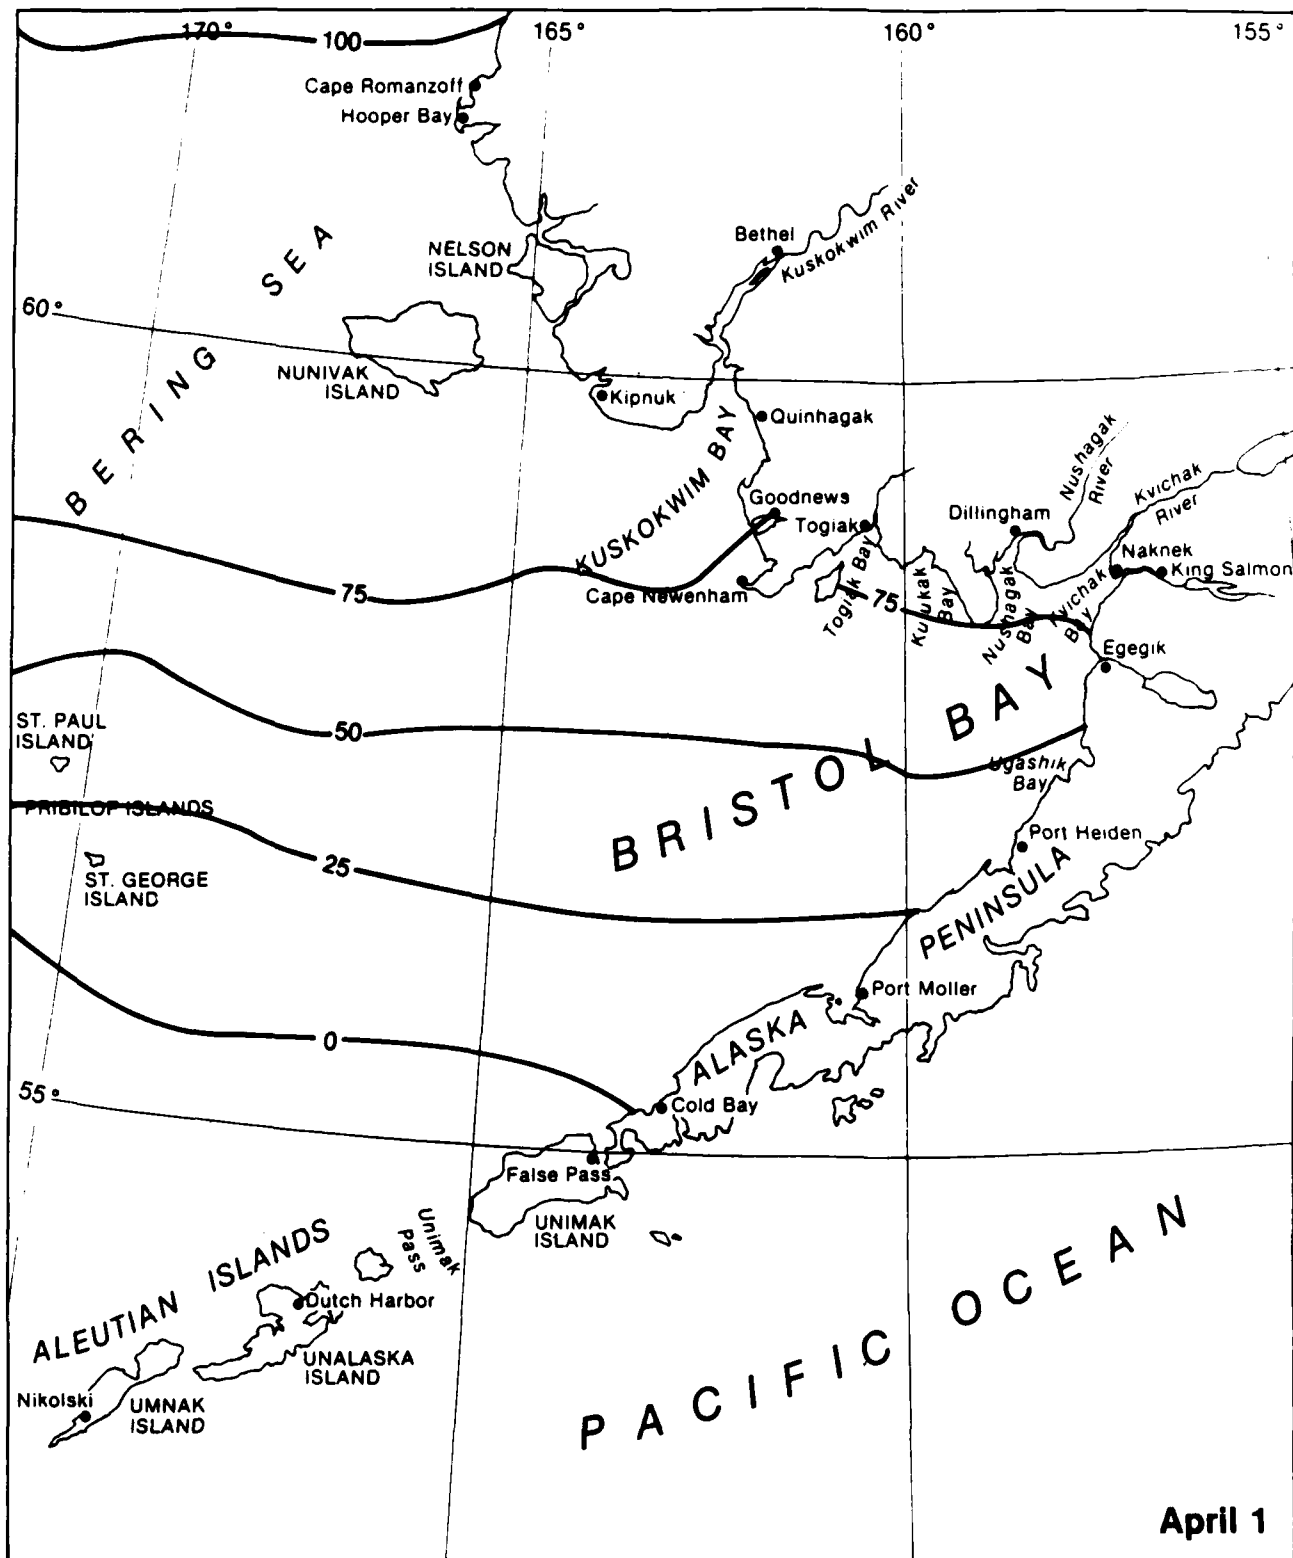 170°
165°
160°
155°
100
Cape Romanzoff
Hooper Bay
BERING SEA
NELSON
ISLAND
Bethel
Kuskokwim River
60°
NUNIVAK
ISLAND
Kipnuk
Quinhagak
KUSKOKWIM BAY
Goodnews
Togiak
Dillingham
Nushagak
River
Kvichak
River
Naknek
King Salmon
75
Cape Newenham
Togiak Bay
75
Kulukak
Bay
Nushagak
Bay
Kvichak
Bay
Egegik
ST. PAUL
ISLAND
50
BRISTOL BAY
Ugashik
Bay
PRIBILOF ISLANDS
25
Port Heiden
ST. GEORGE
ISLAND
ALASKA PENINSULA
Port Moller
0
55°
Cold Bay
False Pass
UNIMAK
ISLAND
Unimak
Pass
ALEUTIAN ISLANDS
Dutch Harbor
UNALASKA
ISLAND
Nikolski
UMNAK
ISLAND
PACIFIC OCEAN
April 1